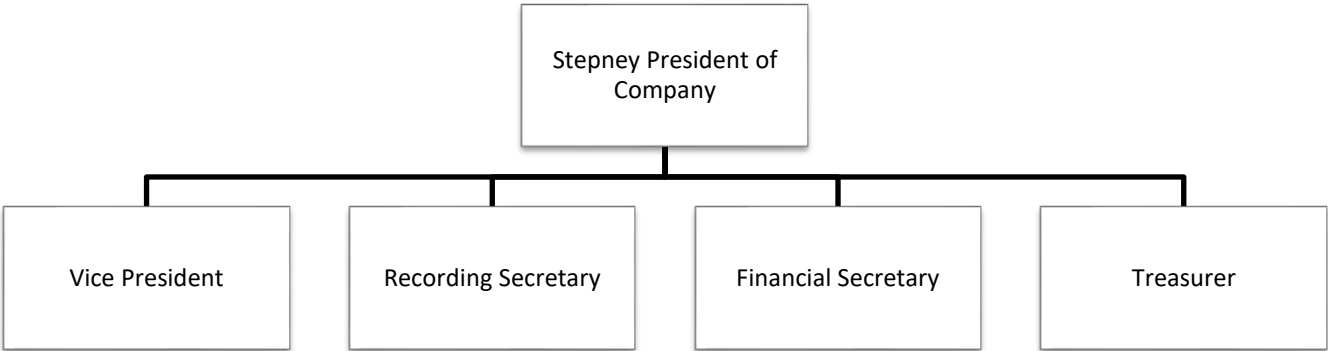 Stepney President of
Company
Vice President
Recording Secretary
Financial Secretary
Treasurer